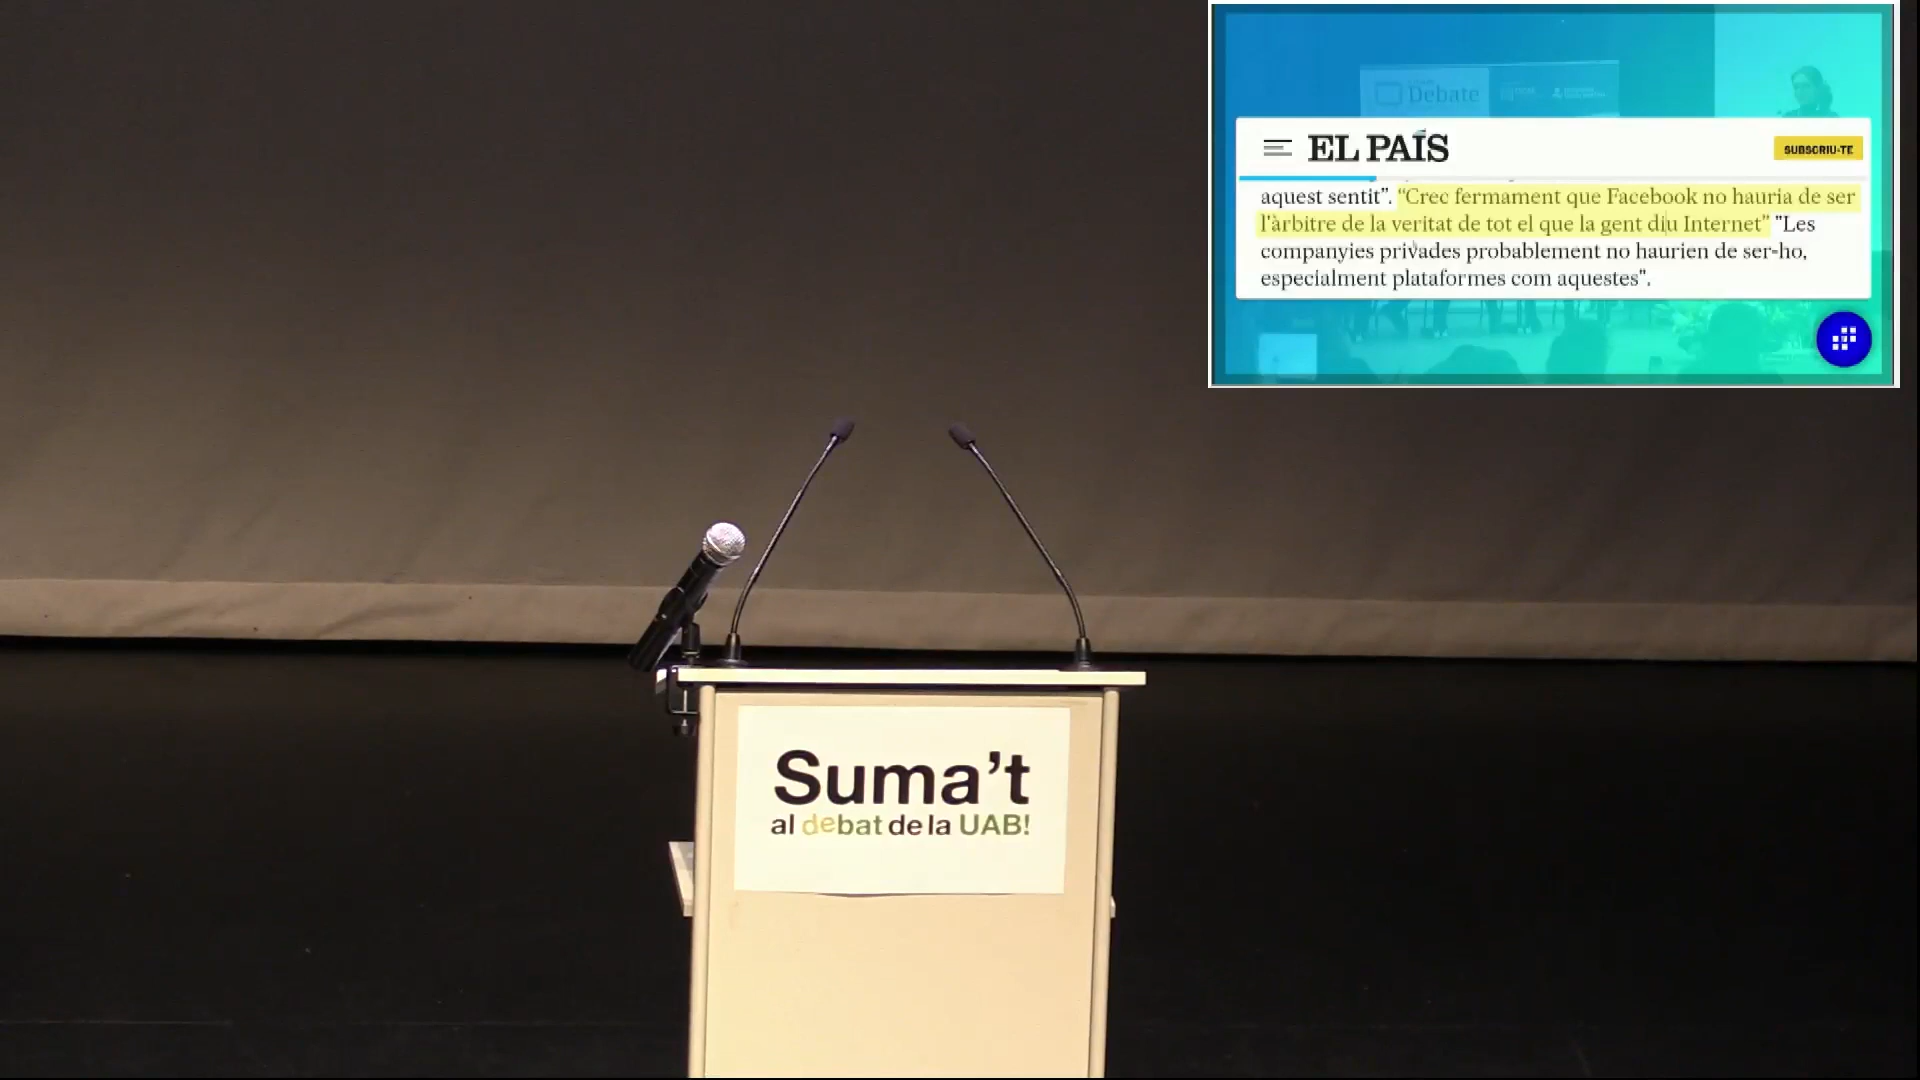 Debate
EL PAÍS
SUBSCRIU-TE
aquest sentit”. “Crec fermament que Facebook no hauria de ser
l'àrbitre de la veritat de tot el que la gent diu Internet” "Les
companyies privades probablement no haurien de ser-ho,
especialment plataformes com aquestes".
Suma’t
al debat de la UAB!